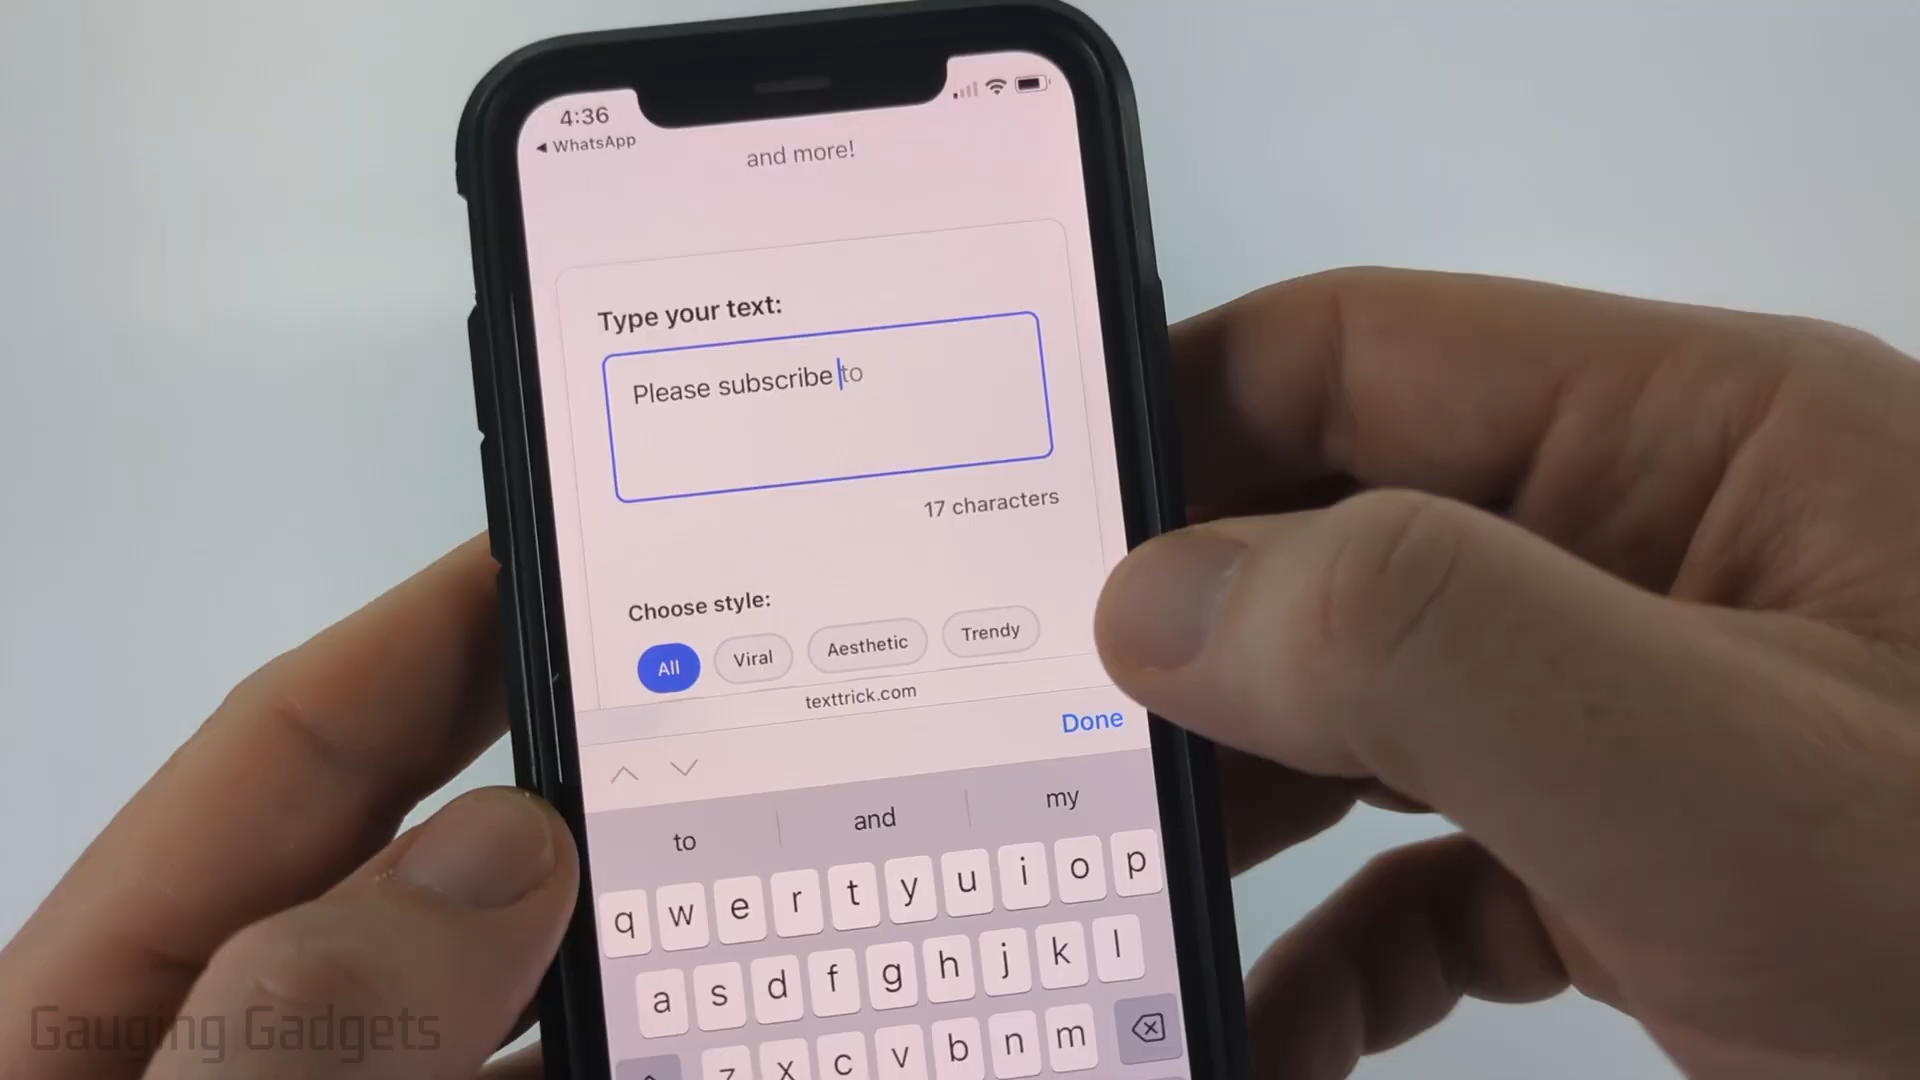 4:36
◀ WhatsApp
and more!
Type your text:
Please subscribe to
17 characters
Choose style:
All Viral Aesthetic Trendy
texttrick.com
Done
to and my
q w e r t y u i o p
a s d f g h j k l
z x c v b n m
Gauging Gadgets